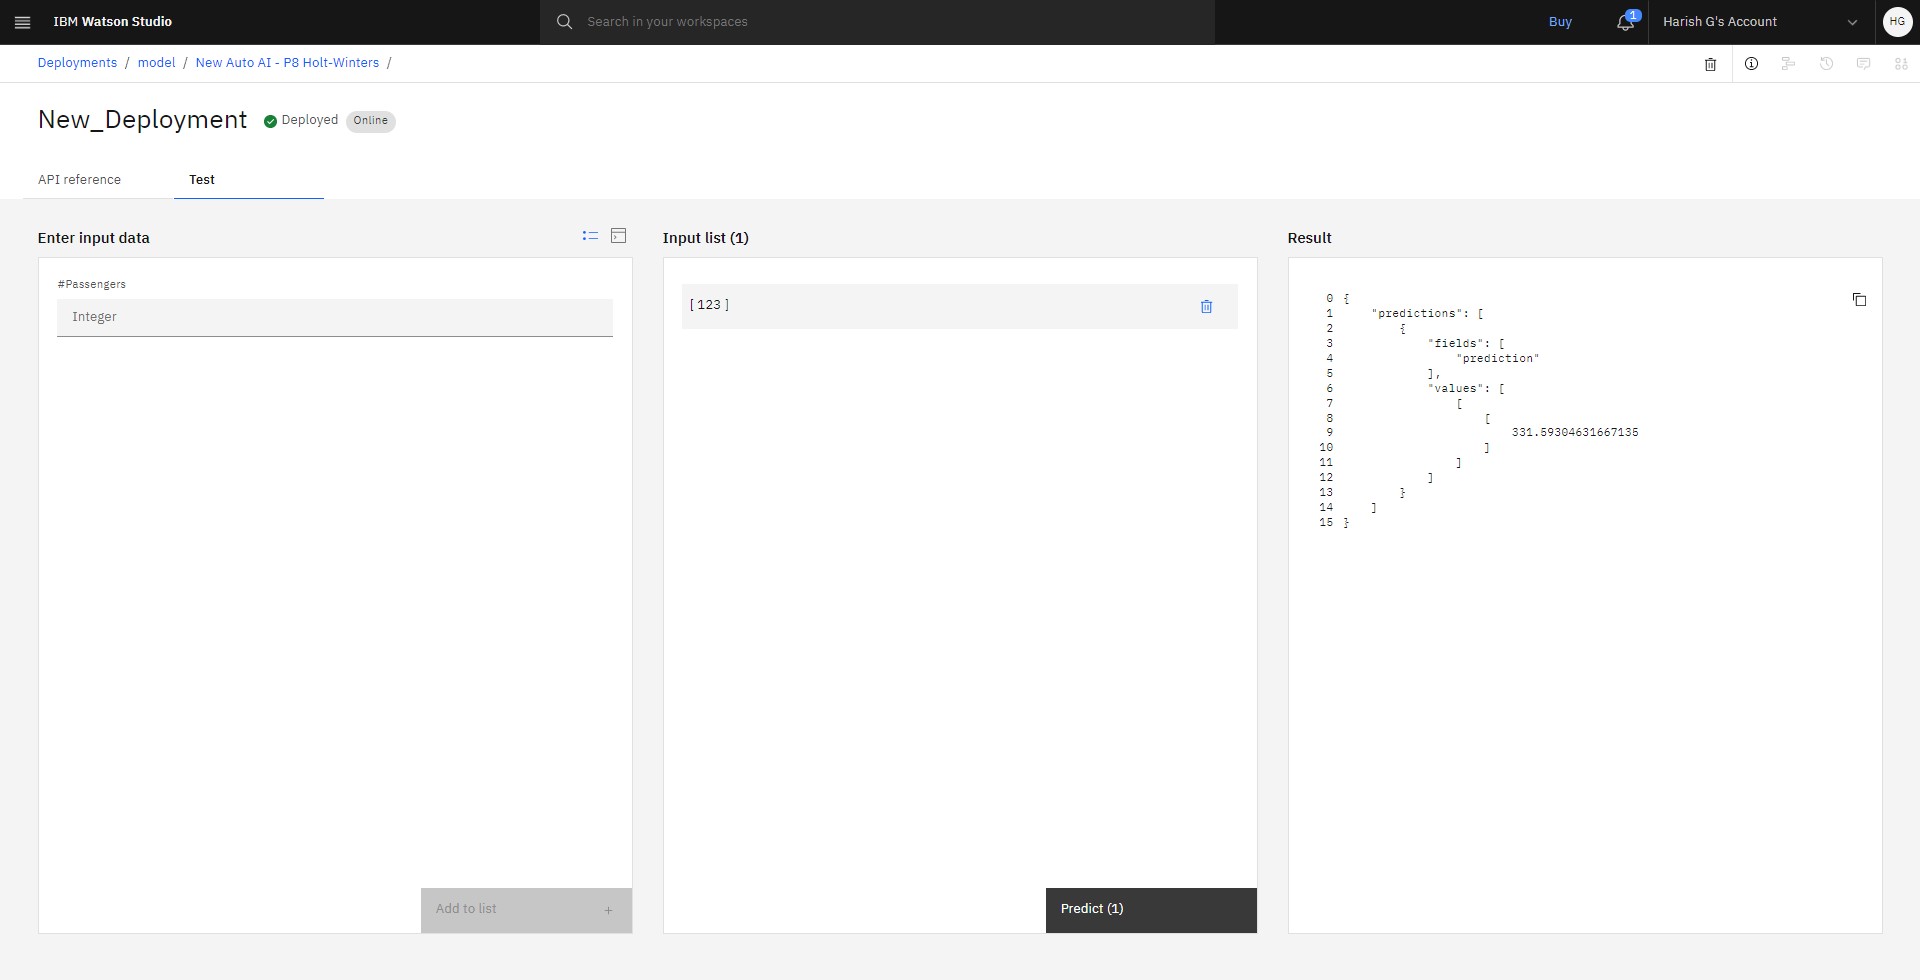 IBM Watson Studio
Search in your workspaces
Buy
1
Harish G's Account
HG
Deployments / model / New Auto AI - P8 Holt-Winters /
New_Deployment
Deployed
Online
API reference
Test
Enter input data
#Passengers
Integer
Add to list +
Input list (1)
[ 123 ]
Predict (1)
Result
0 {
1     "predictions": [
2         {
3             "fields": [
4                 "prediction"
5             ],
6             "values": [
7                 [
8                     [
9                         331.59304631667135
10                     ]
11                 ]
12             ]
13         }
14     ]
15 }